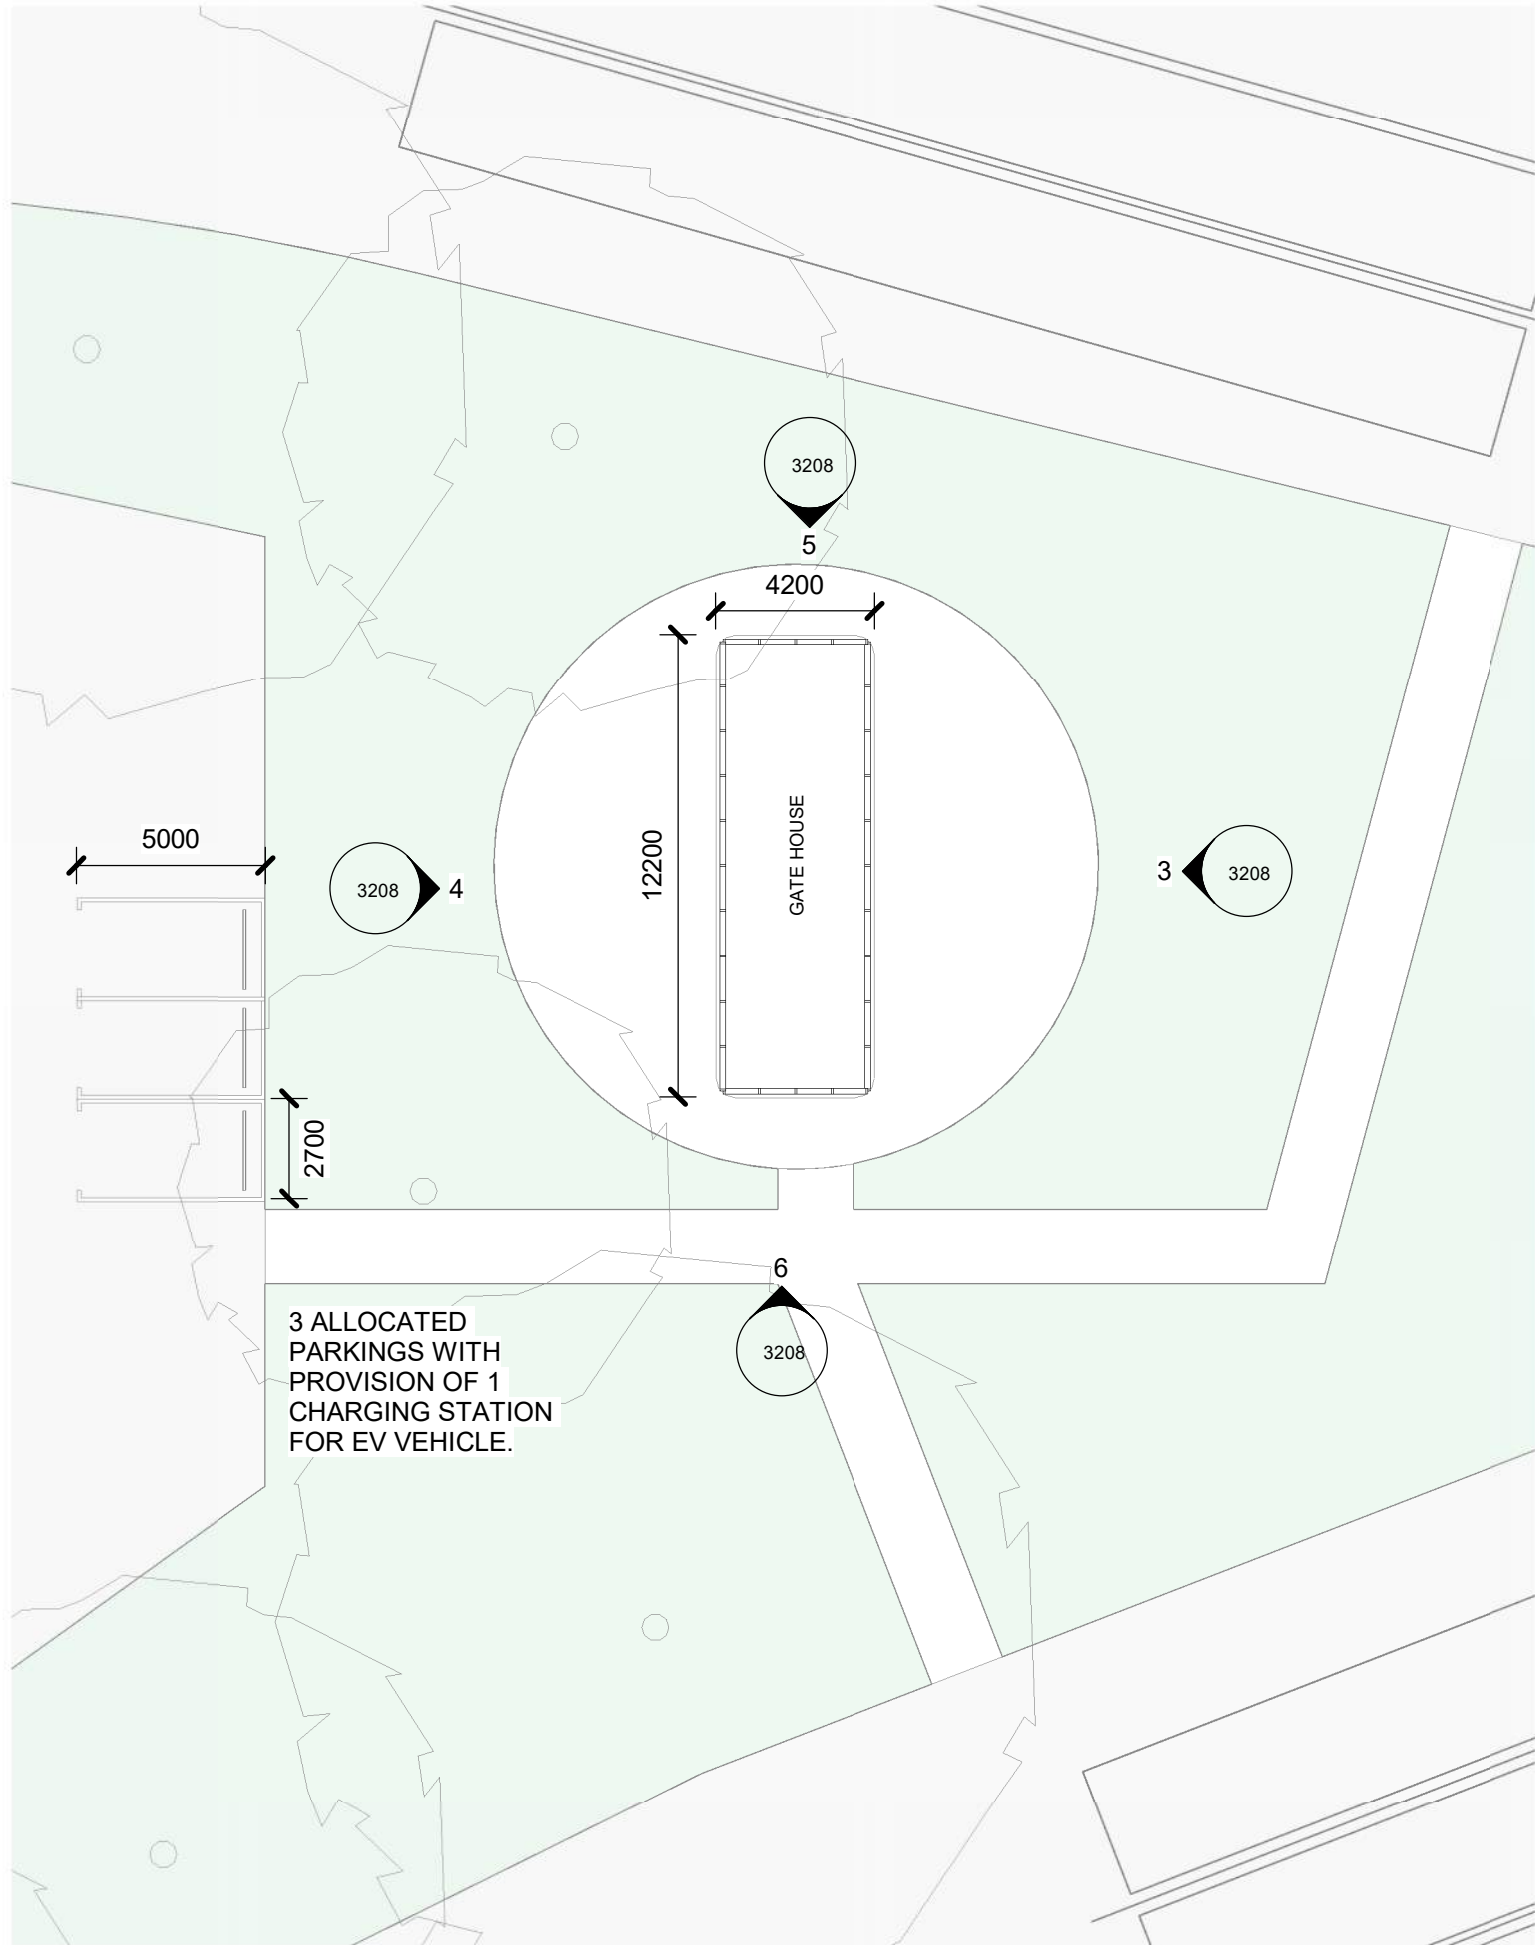 3208
5
4200
12200
GATE HOUSE
5000
3208
4
3
3208
2700
6
3208
3 ALLOCATED
PARKINGS WITH
PROVISION OF 1
CHARGING STATION
FOR EV VEHICLE.